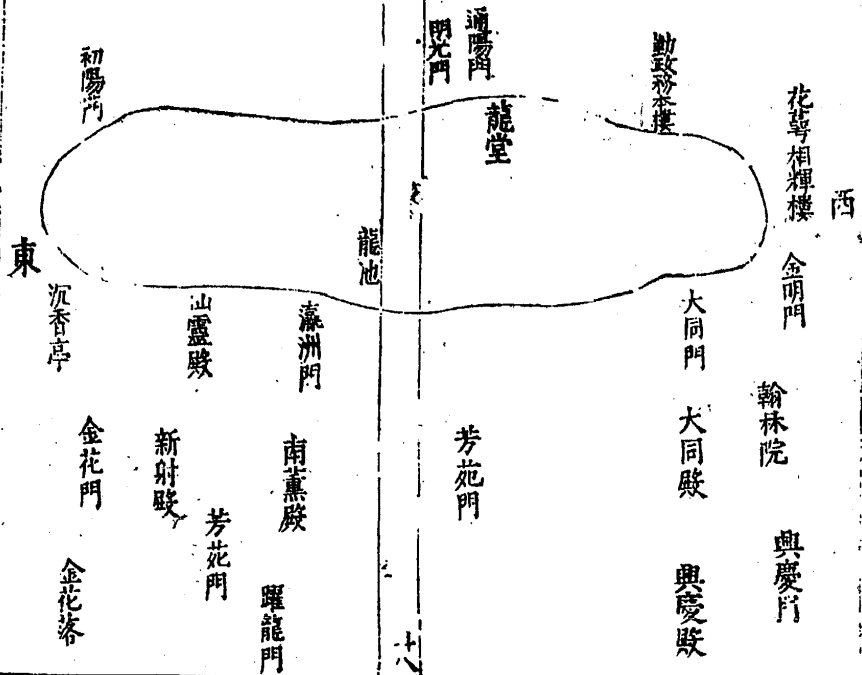 西
花萼相輝樓
金明門
翰林院
興慶門
勤政務本樓
大同門
大同殿
興慶殿
通陽門
明光門
龍堂
芳苑門
十八
龍池
瀛洲門
南薰殿
躍龍門
仙靈殿
新射殿
芳苑門
初陽門
沉香亭
金花門
金花落
東